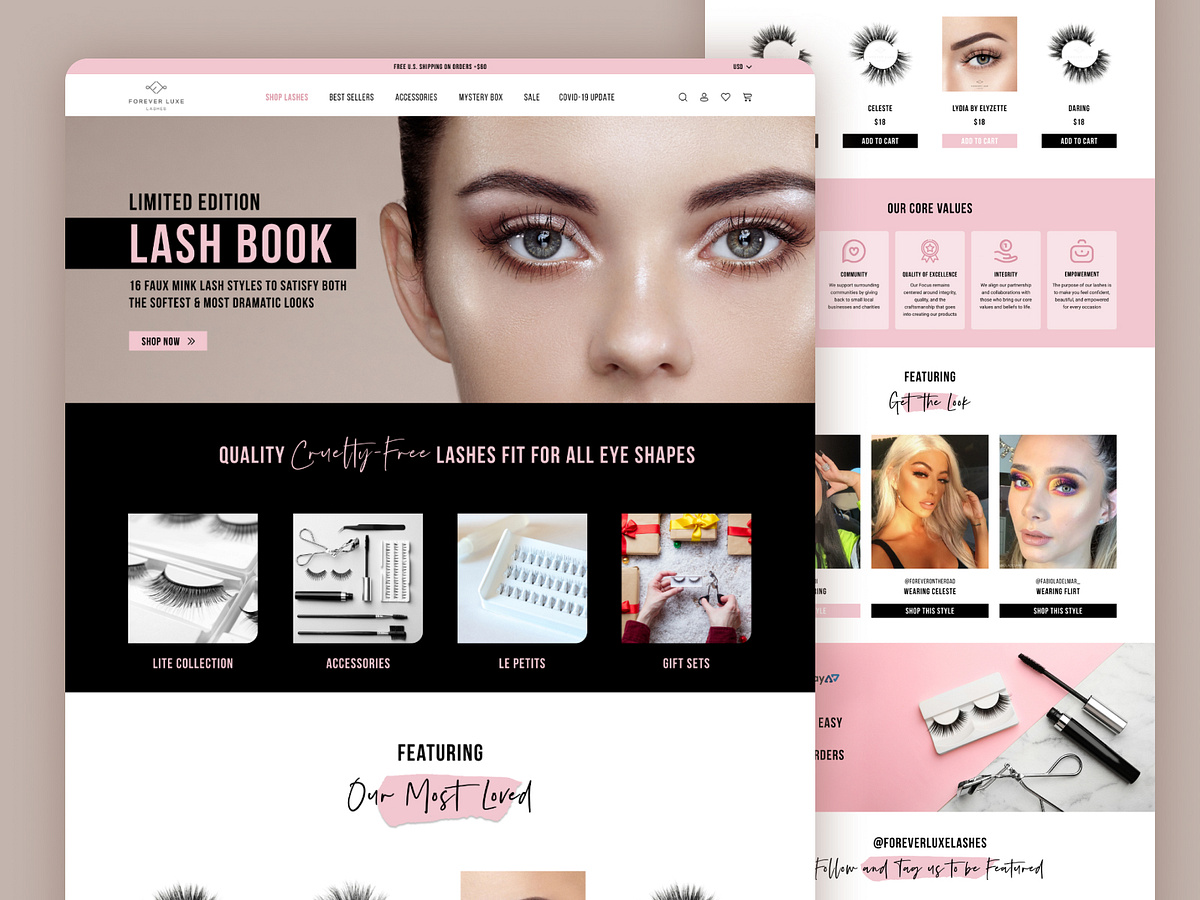 FREE U.S. SHIPPING ON ORDERS +$60
USD
FOREVER LUXE
LASHES
SHOP LASHES
BEST SELLERS
ACCESSORIES
MYSTERY BOX
SALE
COVID-19 UPDATE
LIMITED EDITION
LASH BOOK
16 FAUX MINK LASH STYLES TO SATISFY BOTH
THE SOFTEST & MOST DRAMATIC LOOKS
SHOP NOW
QUALITY Cruelty-Free LASHES FIT FOR ALL EYE SHAPES
LITE COLLECTION
ACCESSORIES
LE PETITS
GIFT SETS
FEATURING
Our Most Loved
CELESTE
$18
ADD TO CART
LYDIA BY ELYZETTE
$18
ADD TO CART
DARING
$18
ADD TO CART
OUR CORE VALUES
COMMUNITY
We support surrounding
communities by giving
back to small local
businesses and charities
QUALITY OF EXCELLENCE
Our Focus remains
centered around integrity,
quality, and the
craftemanship that goes
into creating our products
INTEGRITY
We align our partnership
and collaborations with
those who bring our core
values and beliefs to life.
EMPOWERMENT
The purpose of our lashes is
to make you feel confident,
beautiful, and empowered
for every occasion
FEATURING
Get the Look
@FOREVERONTHEROAD
WEARING CELESTE
SHOP THIS STYLE
@FABIOLADELMAR_
WEARING FLIRT
SHOP THIS STYLE
EASY
@FOREVERLUXELASHES
Follow and Tag us to be Featured